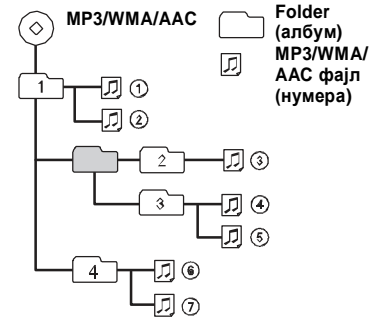 MP3/WMA/AAC
Folder
(албум)
MP3/WMA/
AAC фајл
(нумера)
1
①
②
2
③
3
④
⑤
4
⑥
⑦